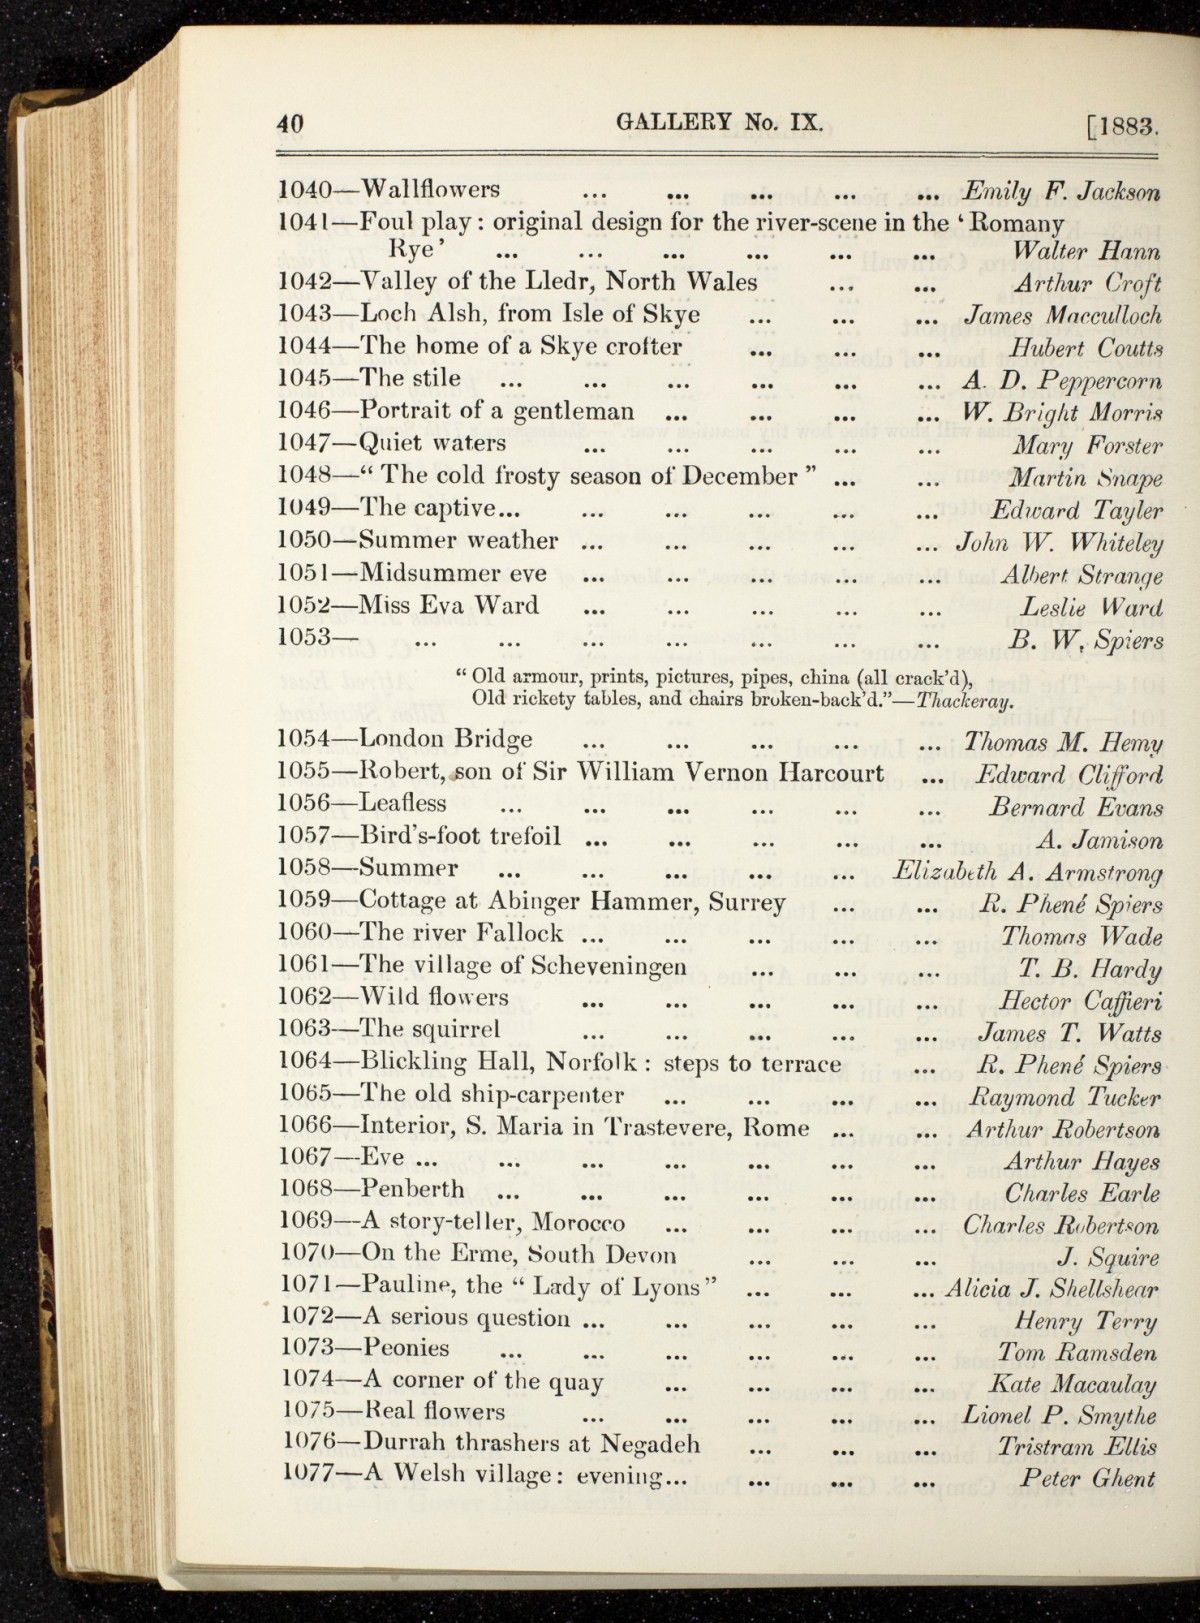 40 GALLERY No. IX. [1883.
1040—Wallflowers ... ... ... ... ... Emily F. Jackson
1041—Foul play : original design for the river-scene in the ‘ Romany
Rye’ ... ... ... ... ... ... Walter Hann
1042—Valley of the Lledr, North Wales ... ... Arthur Croft
1043—Loch Alsh, from Isle of Skye ... ... ... James Macculloch
1044—The home of a Skye crofter ... ... ... Hubert Coutts
1045—The stile ... ... ... ... ... ... A. D. Peppercorn
1046—Portrait of a gentleman ... ... ... ... W. Bright Morris
1047—Quiet waters ... ... ... ... ... Mary Forster
1048—“ The cold frosty season of December ” ... ... Martin Snape
1049—The captive... ... ... ... ... ... Edward Tayler
1050—Summer weather ... ... ... ... ... John W. Whiteley
1051—Midsummer eve ... ... ... ... ... Albert Strange
1052—Miss Eva Ward ... ... ... ... ... Leslie Ward
1053— ... ... ... ... ... ... ... B. W. Spiers
“ Old armour, prints, pictures, pipes, china (all crack’d),
Old rickety tables, and chairs broken-back’d.”—Thackeray.
1054—London Bridge ... ... ... ... ... Thomas M. Hemy
1055—Robert, son of Sir William Vernon Harcourt ... Edward Clifford
1056—Leafless ... ... ... ... ... ... Bernard Evans
1057—Bird’s-foot trefoil ... ... ... ... ... A. Jamison
1058—Summer ... ... ... ... ... Elizabeth A. Armstrong
1059—Cottage at Abinger Hammer, Surrey ... ... R. Phené Spiers
1060—The river Fallock ... ... ... ... ... Thomas Wade
1061—The village of Scheveningen ... ... ... T. B. Hardy
1062—Wild flowers ... ... ... ... ... Hector Caffieri
1063—The squirrel ... ... ... ... ... James T. Watts
1064—Blickling Hall, Norfolk : steps to terrace ... R. Phené Spiers
1065—The old ship-carpenter ... ... ... ... Raymond Tucker
1066—Interior, S. Maria in Trastevere, Rome ... ... Arthur Robertson
1067—Eve ... ... ... ... ... ... ... Arthur Hayes
1068—Penberth ... ... ... ... ... ... Charles Earle
1069—A story-teller, Morocco ... ... ... ... Charles Robertson
1070—On the Erme, South Devon ... ... ... J. Squire
1071—Pauline, the “ Lady of Lyons” ... ... ... Alicia J. Shellshear
1072—A serious question ... ... ... ... ... Henry Terry
1073—Peonies ... ... ... ... ... ... Tom Ramsden
1074—A corner of the quay ... ... ... ... Kate Macaulay
1075—Real flowers ... ... ... ... ... Lionel P. Smythe
1076—Durrah thrashers at Negadeh ... ... ... Tristram Ellis
1077—A Welsh village : evening... ... ... ... Peter Ghent